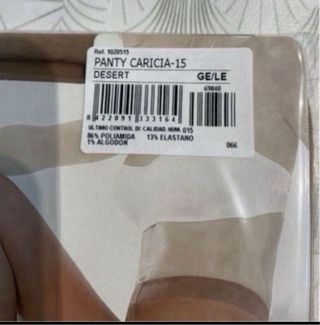 Ref. 1020515
PANTY CARICIA-15
DESERT GE/LE
69848
8 422091 333164
ULTIMO CONTROL DE CALIDAD. NUM. 015
86% POLIAMIDA 13% ELASTANO
1% ALGODON 066